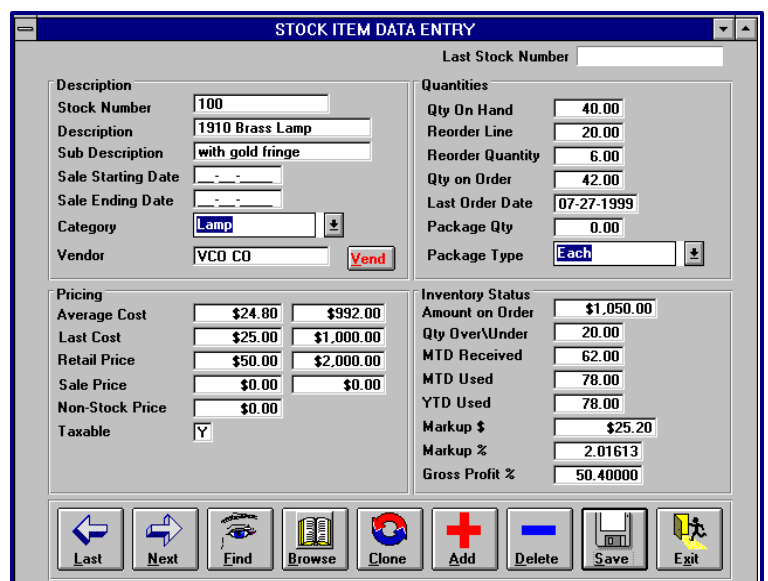 STOCK ITEM DATA ENTRY
Last Stock Number
Description
Stock Number 100
Description 1910 Brass Lamp
Sub Description with gold fringe
Sale Starting Date __-__-____
Sale Ending Date __-__-____
Category Lamp
Vendor VCO CO Vend
Quantities
Qty On Hand 40.00
Reorder Line 20.00
Reorder Quantity 6.00
Qty on Order 42.00
Last Order Date 07-27-1999
Package Qty 0.00
Package Type Each
Pricing
Average Cost $24.80 $992.00
Last Cost $25.00 $1,000.00
Retail Price $50.00 $2,000.00
Sale Price $0.00 $0.00
Non-Stock Price $0.00
Taxable Y
Inventory Status
Amount on Order $1,050.00
Qty Over\Under 20.00
MTD Received 62.00
MTD Used 78.00
YTD Used 78.00
Markup $ $25.20
Markup % 2.01613
Gross Profit % 50.40000
Last Next Find Browse Clone Add Delete Save Exit